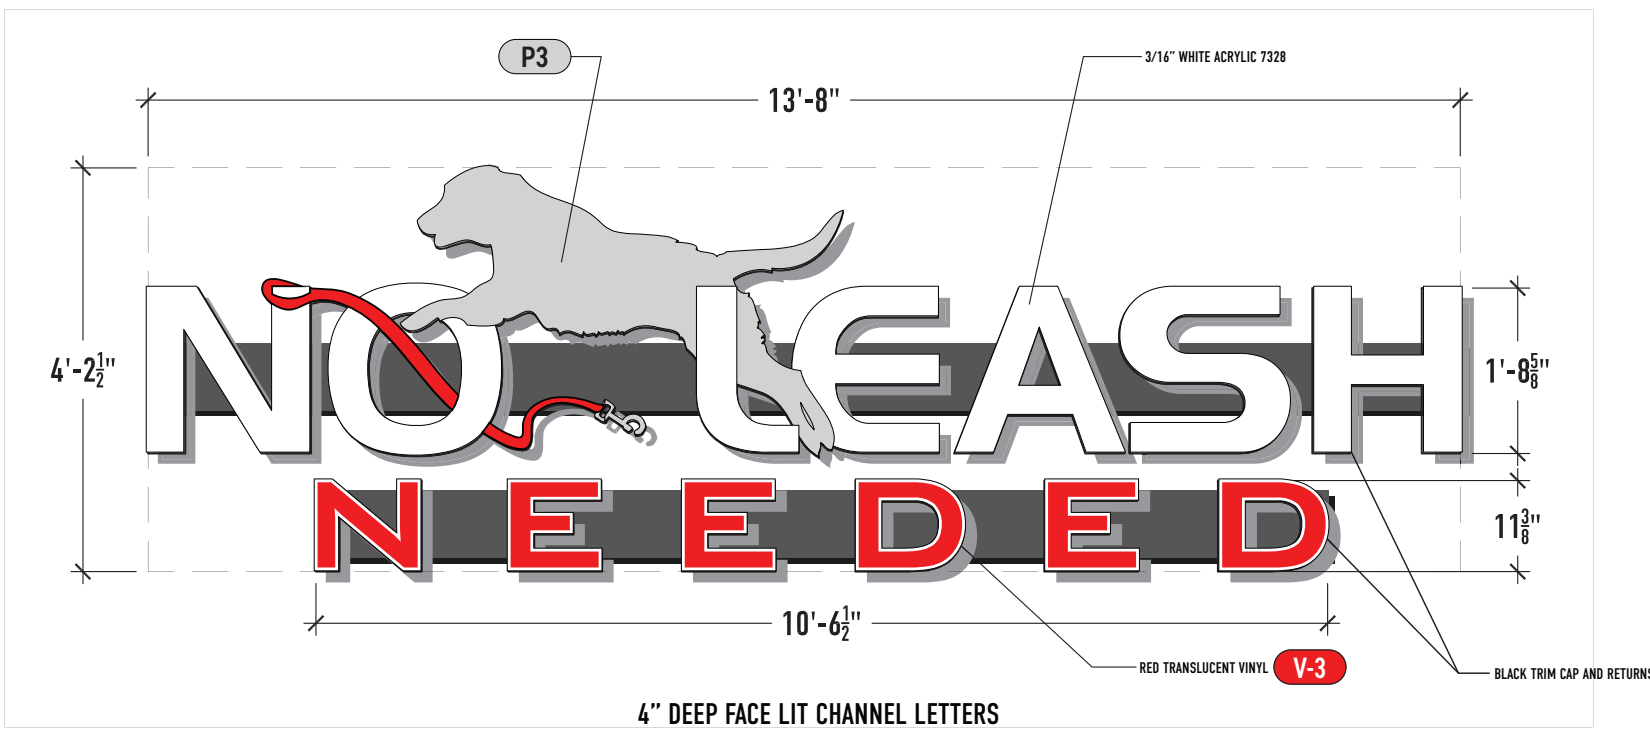 P3
3/16” WHITE ACRYLIC 7328
13'-8"
4'-2½"
NO LEASH
1'-8⅝"
NEEDED
11⅜"
10'-6½"
RED TRANSLUCENT VINYL V-3
BLACK TRIM CAP AND RETURNS
4” DEEP FACE LIT CHANNEL LETTERS